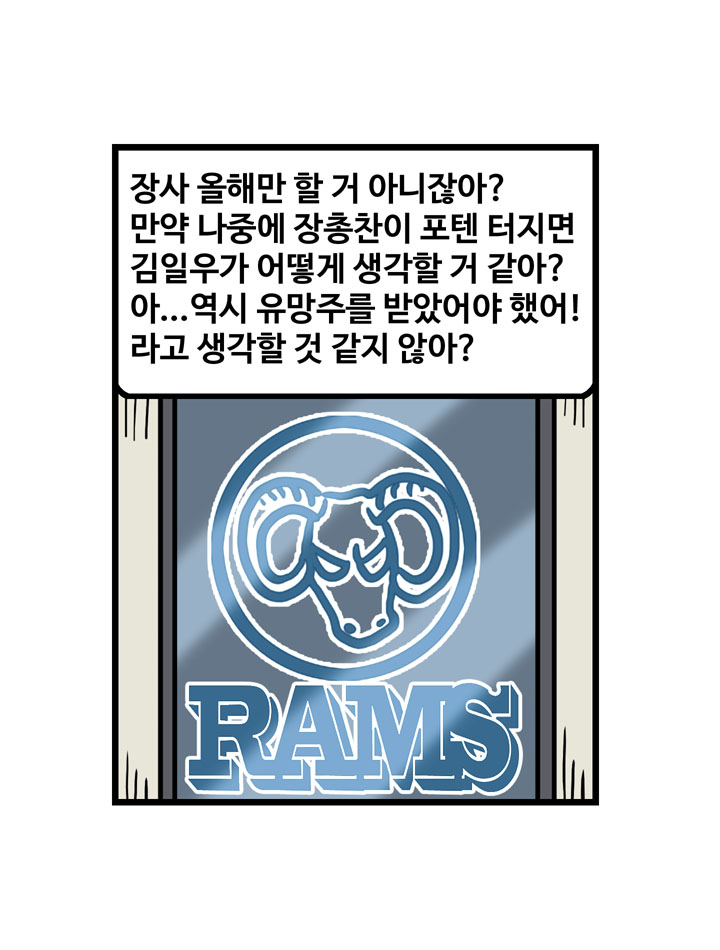 장사 올해만 할 거 아니잖아?
만약 나중에 장총찬이 포텐 터지면
김일우가 어떻게 생각할 거 같아?
아...역시 유망주를 받았어야 했어!
라고 생각할 것 같지 않아?
RAMS